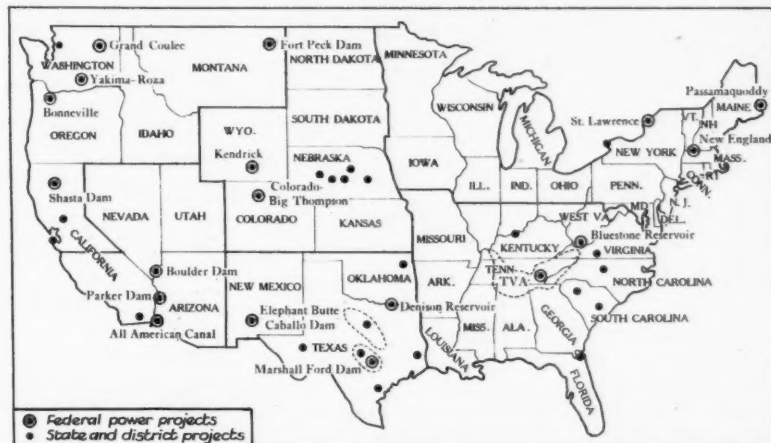 Grand Coulee
Fort Peck Dam
WASHINGTON
MONTANA
NORTH DAKOTA
MINNESOTA
Yakima-Roza
Passamaquoddy
MAINE
Bonneville
WISCONSIN
MICHIGAN
St. Lawrence
VT.
NH
New England
OREGON
IDAHO
WYO.
SOUTH DAKOTA
Kendrick
NEBRASKA
IOWA
NEW YORK
MASS.
CONN.
RI
Shasta Dam
NEVADA
UTAH
Colorado-
Big Thompson
COLORADO
KANSAS
ILL.
IND.
OHIO
PENN.
N. J.
MD.
DEL.
CALIFORNIA
MISSOURI
WEST VA.
KENTUCKY
Bluestone Reservoir
VIRGINIA
Boulder Dam
NEW MEXICO
OKLAHOMA
ARK.
TENN.
TVA
NORTH CAROLINA
Parker Dam
ARIZONA
Elephant Butte
Caballo Dam
Denison Reservoir
SOUTH CAROLINA
All American Canal
MISS.
ALA.
GEORGIA
TEXAS
LOUISIANA
Marshall Ford Dam
FLORIDA
Federal power projects
State and district projects